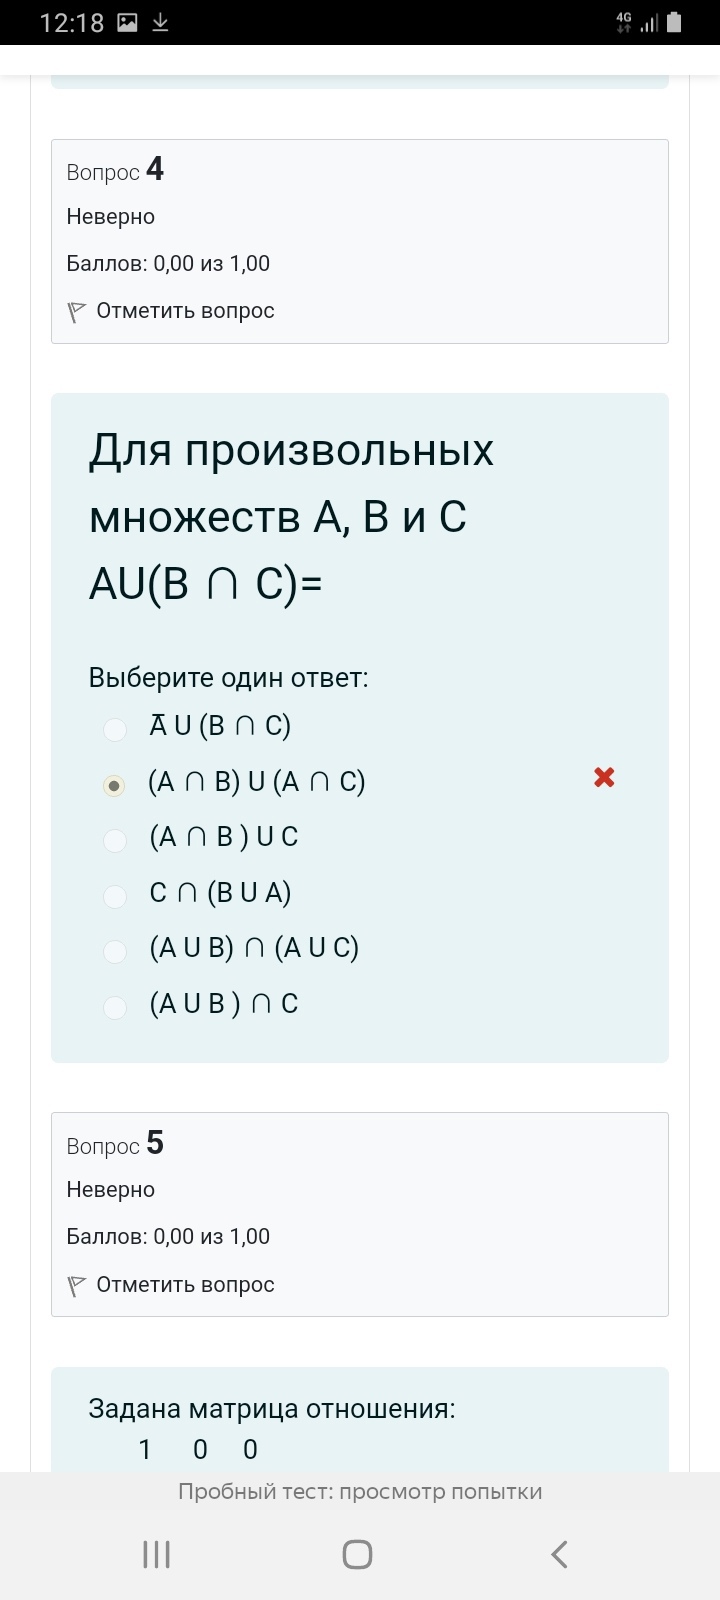 12:18
4G
Вопрос 4
Неверно
Баллов: 0,00 из 1,00
Отметить вопрос
Для произвольных
множеств А, В и С
АU(В ∩ С)=
Выберите один ответ:
Ā U (В ∩ С)
(А ∩ В) U (А ∩ С)
(А ∩ В ) U С
С ∩ (В U А)
(А U В) ∩ (А U С)
(А U В ) ∩ С
Вопрос 5
Неверно
Баллов: 0,00 из 1,00
Отметить вопрос
Задана матрица отношения:
1 0 0
Пробный тест: просмотр попытки